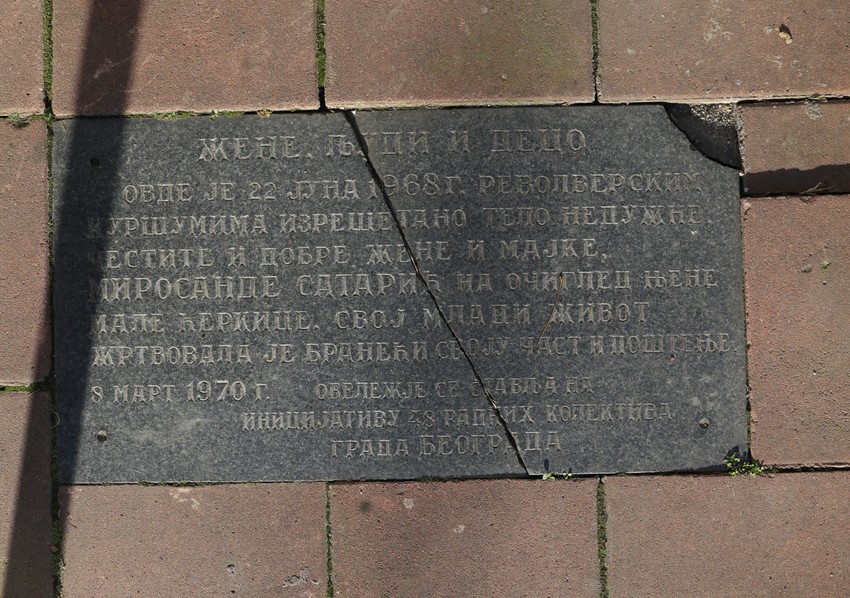 ЖЕНЕ, ЉУДИ И ДЕЦО
ОВДЕ ЈЕ 22 ЈУНА 1968 Г. РЕВОЛВЕРСКИМ
КУРШУМИМА ИЗРЕШЕТАНО ТЕЛО НЕДУЖНЕ,
ЧЕСТИТЕ И ДОБРЕ ЖЕНЕ И МАЈКЕ,
МИРОСАНДЕ САТАРИЋ НА ОЧИГЛЕД ЊЕНЕ
МАЛЕ ЋЕРКИЦЕ. СВОЈ МЛАДИ ЖИВОТ
ЖРТВОВАЛА ЈЕ БРАНЕЋИ СВОЈУ ЧАСТ И ПОШТЕЊЕ.
8 МАРТ 1970 Г. ОБЕЛЕЖЈЕ СЕ СТАВЉА НА
ИНИЦИЈАТИВУ 48 РАДНИХ КОЛЕКТИВА
ГРАДА БЕОГРАДА